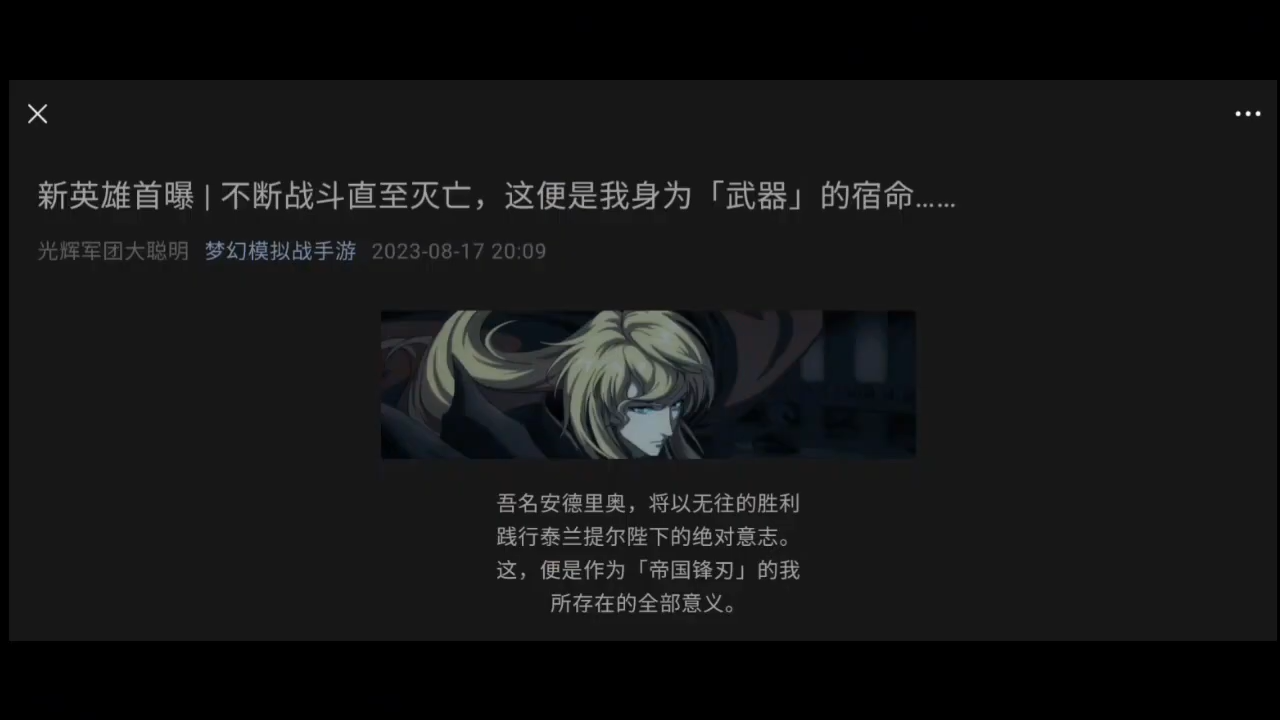 新英雄首曝 | 不断战斗直至灭亡，这便是我身为「武器」的宿命……
光辉军团大聪明 梦幻模拟战手游 2023-08-17 20:09
吾名安德里奥，将以无往的胜利
践行泰兰提尔陛下的绝对意志。
这，便是作为「帝国锋刃」的我
所存在的全部意义。